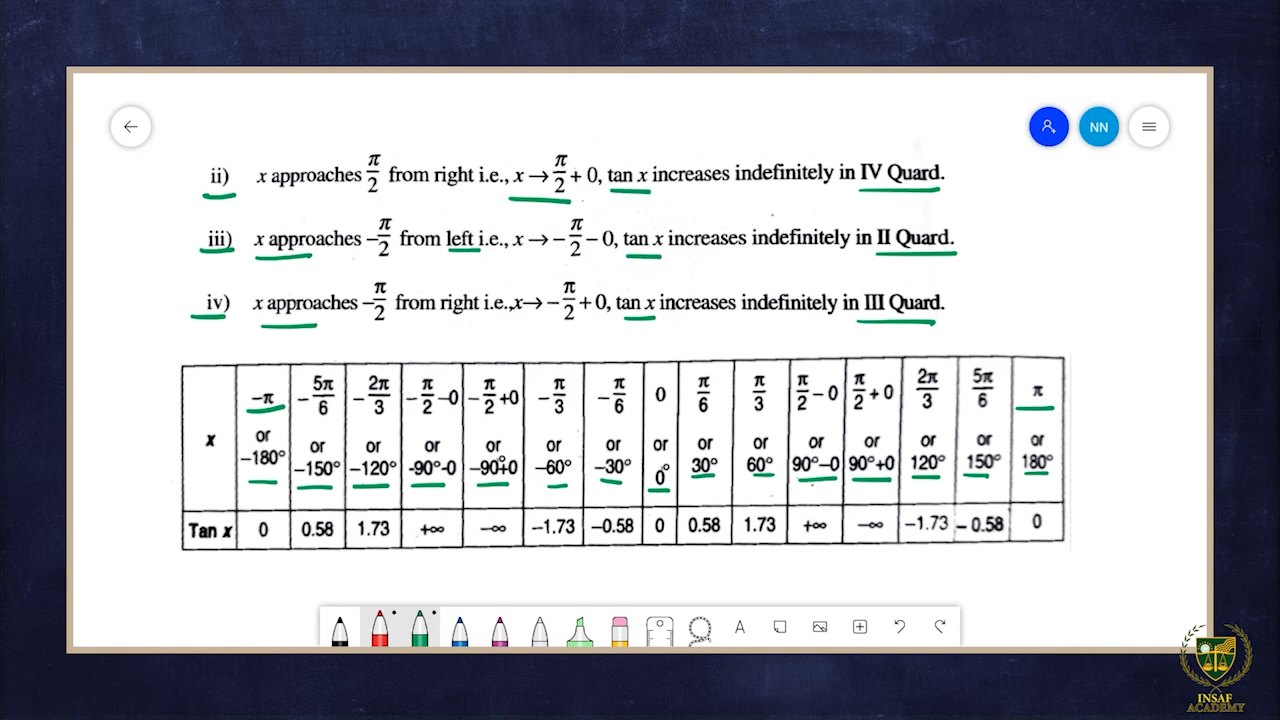 NN
ii) x approaches π/2 from right i.e., x → π/2 + 0, tan x increases indefinitely in IV Quard.
iii) x approaches −π/2 from left i.e., x → −π/2 − 0, tan x increases indefinitely in II Quard.
iv) x approaches −π/2 from right i.e.,x→ −π/2 + 0, tan x increases indefinitely in III Quard.
x | −π or −180° | −5π/6 or −150° | −2π/3 or −120° | −π/2 −0 or -90°-0 | −π/2 +0 or −90°+0 | −π/3 or −60° | −π/6 or −30° | 0 or 0° | π/6 or 30° | π/3 or 60° | π/2 − 0 or 90°−0 | π/2 + 0 or 90°+0 | 2π/3 or 120° | 5π/6 or 150° | π or 180°
Tan x | 0 | 0.58 | 1.73 | +∞ | −∞ | −1.73 | −0.58 | 0 | 0.58 | 1.73 | +∞ | −∞ | −1.73 | − 0.58 | 0
A
INSAF
ACADEMY